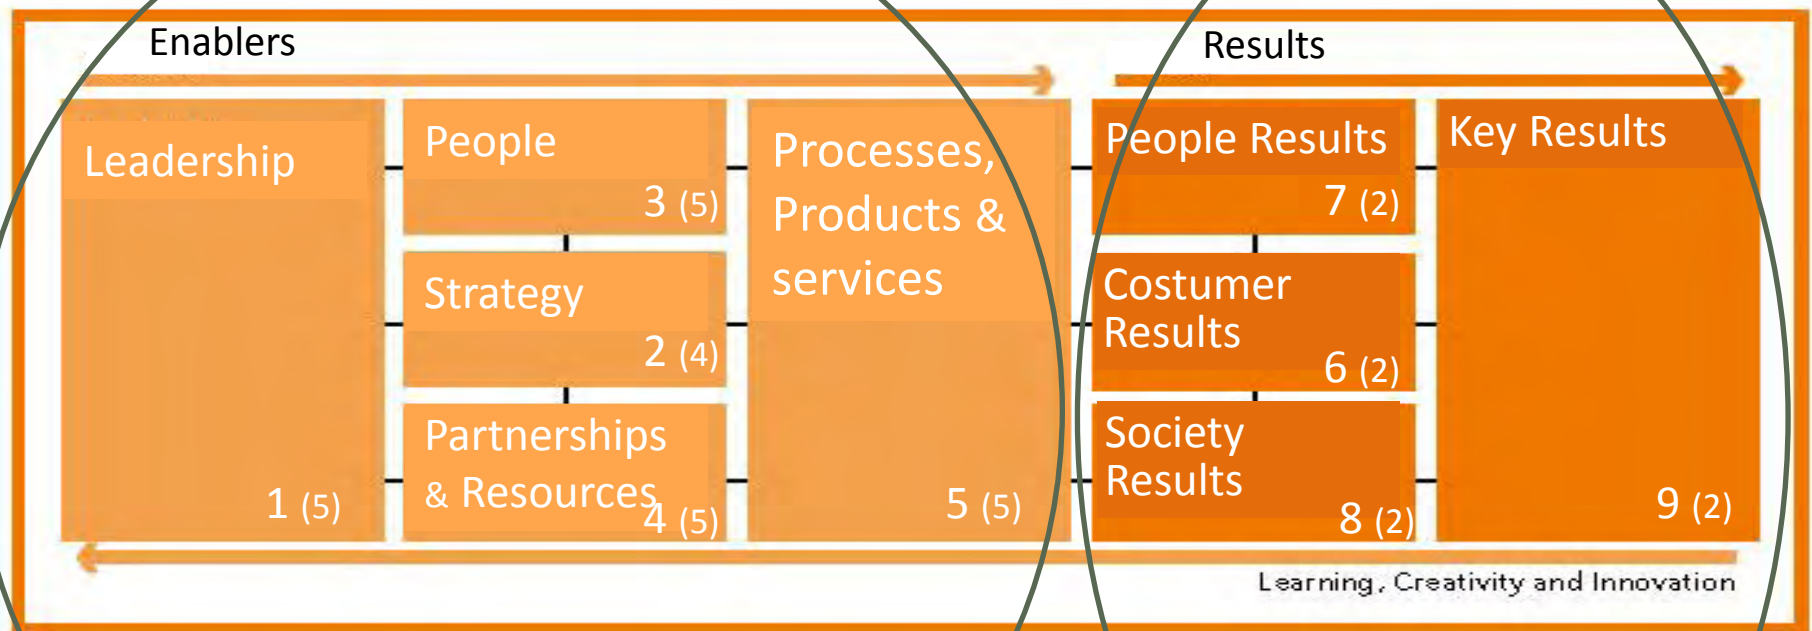 Enablers
Results
Leadership
1 (5)
People
3 (5)
Strategy
2 (4)
Partnerships
& Resources
4 (5)
Processes,
Products &
services
5 (5)
People Results
7 (2)
Costumer
Results
6 (2)
Society
Results
8 (2)
Key Results
9 (2)
Learning, Creativity and Innovation